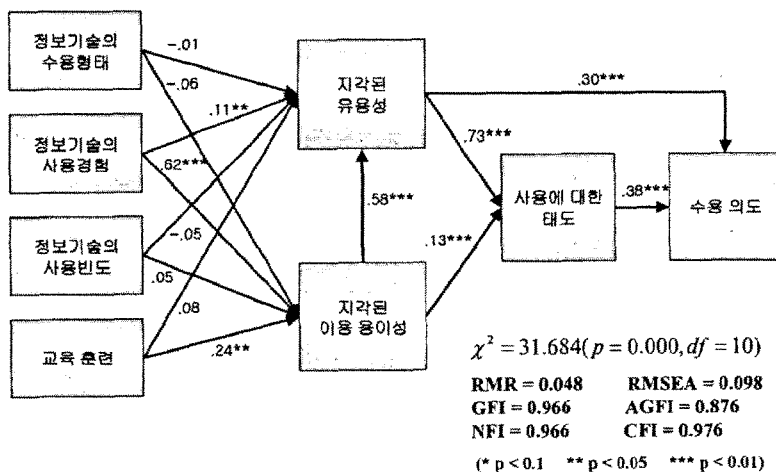 정보기술의
수용형태
정보기술의
사용경험
정보기술의
사용빈도
교육 훈련
-.01
-.06
.11**
.62***
-.05
.05
.08
.24**
지각된
유용성
.58***
지각된
이용 용이성
.30***
.73***
.13***
사용에 대한
태도
.38***
수용 의도
χ² = 31.684(p = 0.000, df = 10)
RMR = 0.048 RMSEA = 0.098
GFI = 0.966 AGFI = 0.876
NFI = 0.966 CFI = 0.976
(* p < 0.1 ** p < 0.05 *** p < 0.01)